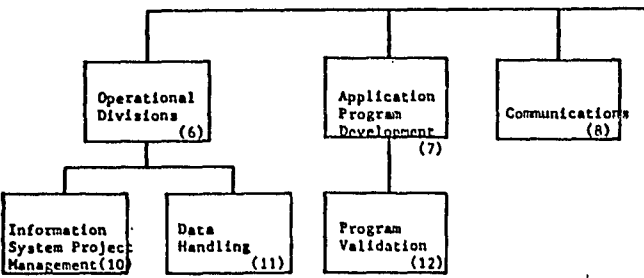 Operational
Divisions
(6)
Application
Program
Development
(7)
Communications
(8)
Information
System Project
Management(10)
Data
Handling
(11)
Program
Validation
(12)